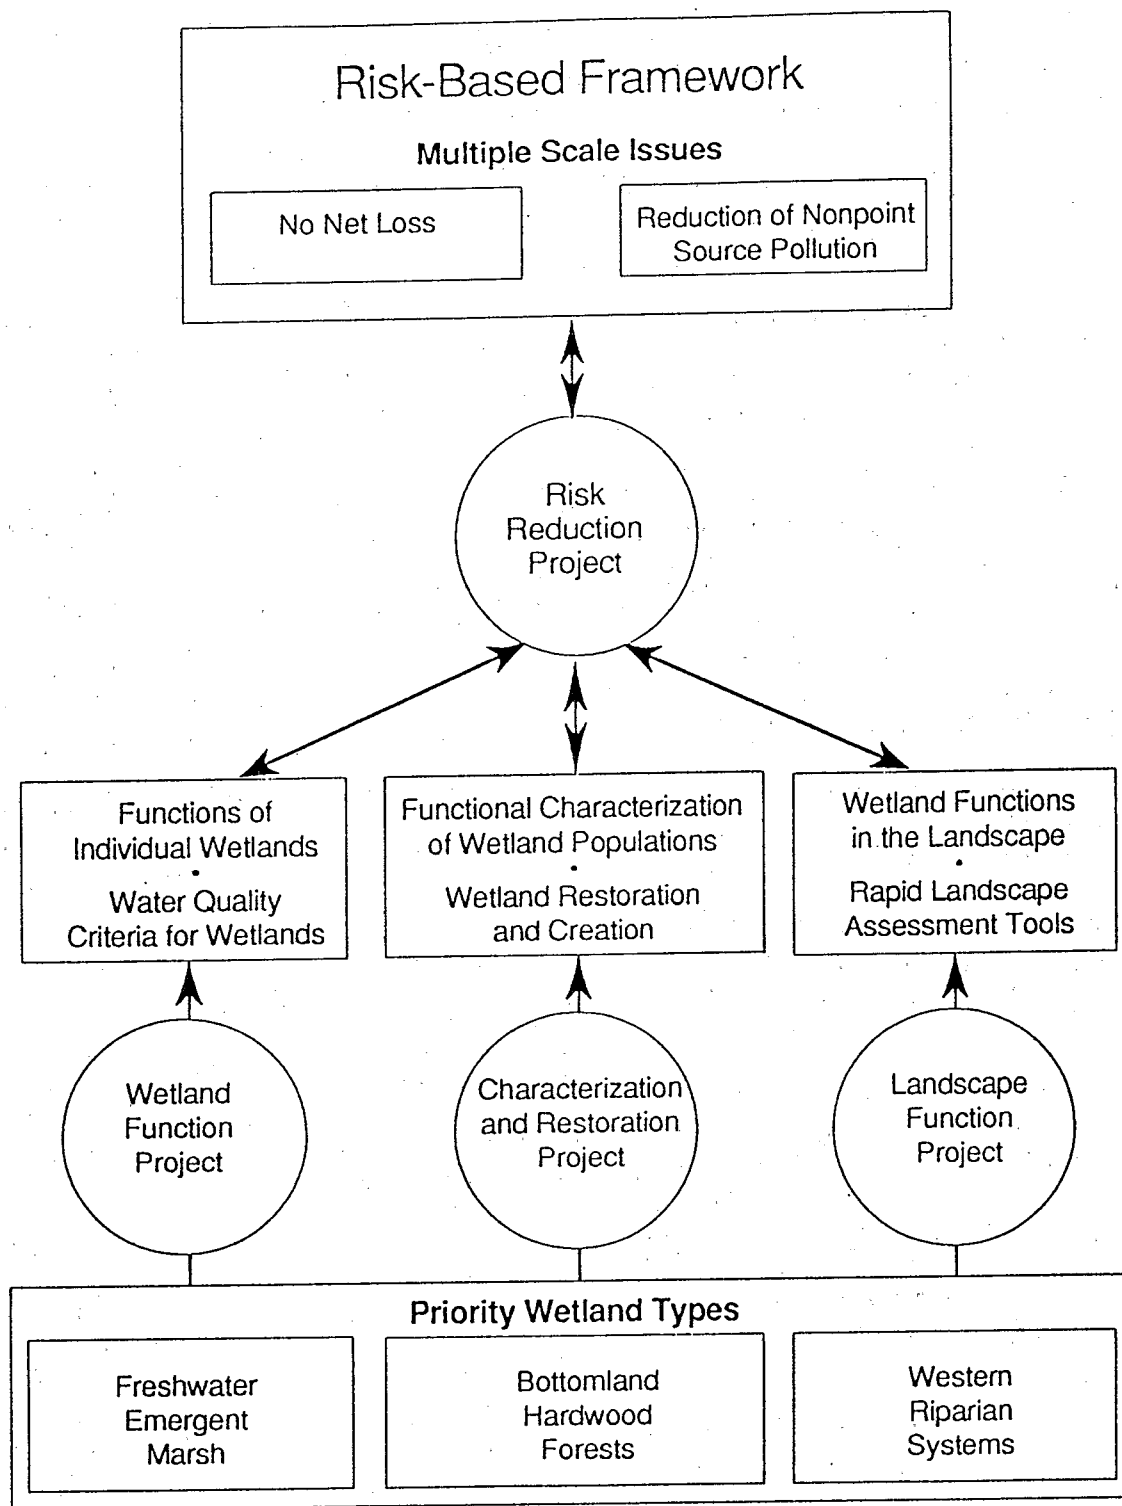 Risk-Based Framework
Multiple Scale Issues
No Net Loss
Reduction of Nonpoint
Source Pollution
Risk
Reduction
Project
Functions of
Individual Wetlands
•
Water Quality
Criteria for Wetlands
Functional Characterization
of Wetland Populations
•
Wetland Restoration
and Creation
Wetland Functions
in the Landscape
•
Rapid Landscape
Assessment Tools
Wetland
Function
Project
Characterization
and Restoration
Project
Landscape
Function
Project
Priority Wetland Types
Freshwater
Emergent
Marsh
Bottomland
Hardwood
Forests
Western
Riparian
Systems